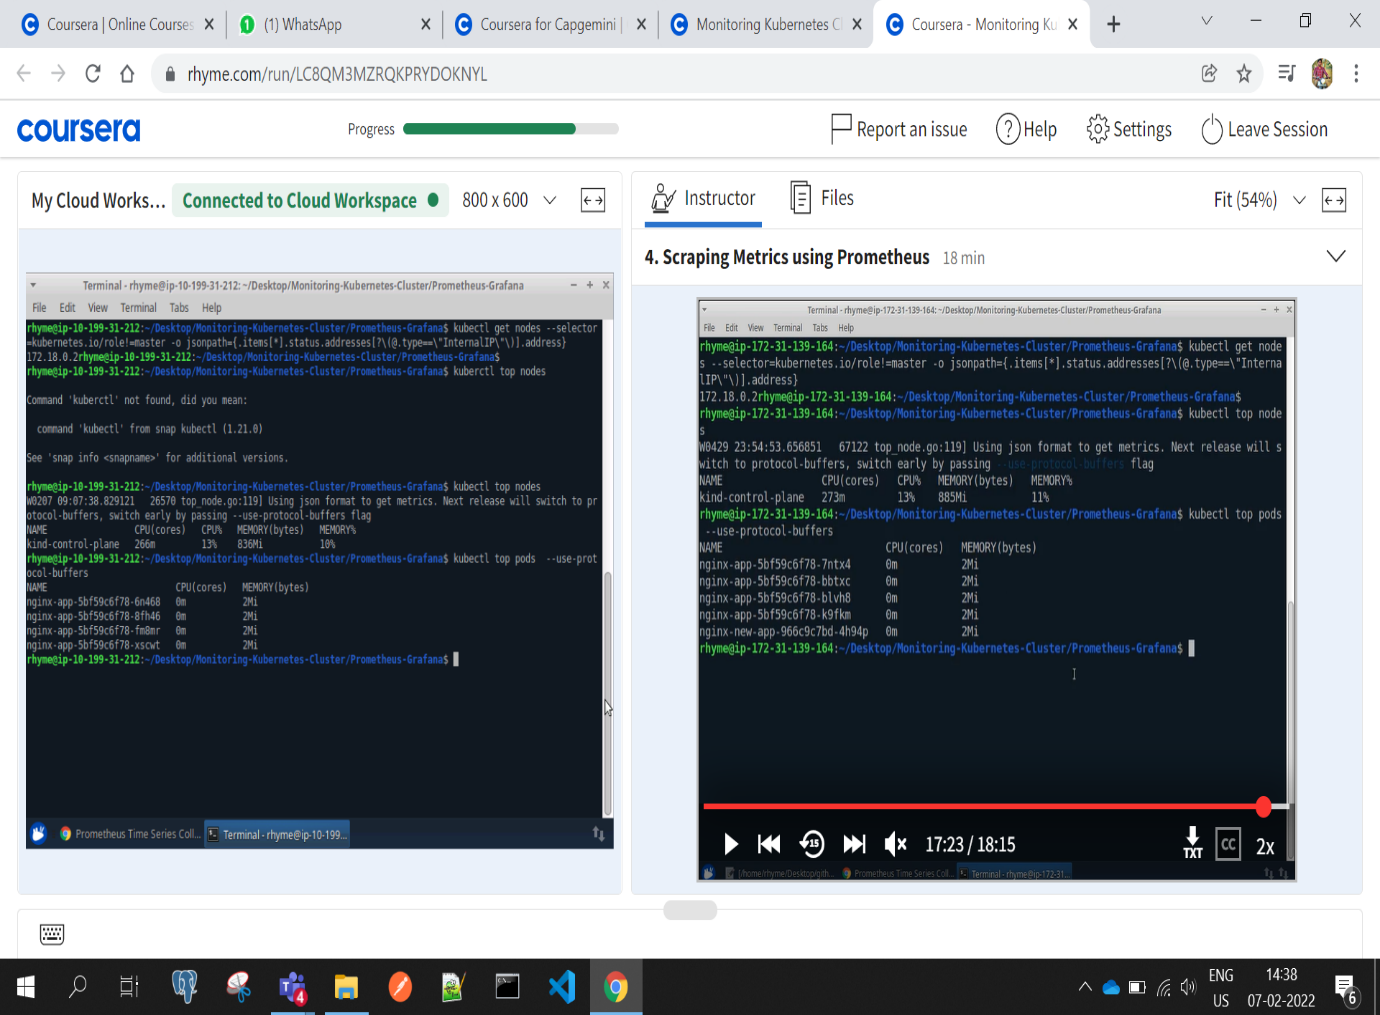 Coursera | Online Courses
(1) WhatsApp
Coursera for Capgemini |
Monitoring Kubernetes Cl
Coursera - Monitoring Ku
rhyme.com/run/LC8QM3MZRQKPRYDOKNYL
coursera
Progress
Report an issue
Help
Settings
Leave Session
My Cloud Works...
Connected to Cloud Workspace
800 x 600
Instructor
Files
Fit (54%)
4. Scraping Metrics using Prometheus 18 min
Terminal - rhyme@ip-10-199-31-212: ~/Desktop/Monitoring-Kubernetes-Cluster/Prometheus-Grafana
File Edit View Terminal Tabs Help
rhyme@ip-10-199-31-212:~/Desktop/Monitoring-Kubernetes-Cluster/Prometheus-Grafana$ kubectl get nodes --selector
=kubernetes.io/role!=master -o jsonpath={.items[*].status.addresses[?\(@.type==\"InternalIP\"\)].address}
172.18.0.2rhyme@ip-10-199-31-212:~/Desktop/Monitoring-Kubernetes-Cluster/Prometheus-Grafana$
rhyme@ip-10-199-31-212:~/Desktop/Monitoring-Kubernetes-Cluster/Prometheus-Grafana$ kuberctl top nodes
Command 'kuberctl' not found, did you mean:
command 'kubectl' from snap kubectl (1.21.0)
See 'snap info <snapname>' for additional versions.
rhyme@ip-10-199-31-212:~/Desktop/Monitoring-Kubernetes-Cluster/Prometheus-Grafana$ kubectl top nodes
W0207 09:07:38.829121 26570 top_node.go:119] Using json format to get metrics. Next release will switch to pr
otocol-buffers, switch early by passing --use-protocol-buffers flag
NAME CPU(cores) CPU% MEMORY(bytes) MEMORY%
kind-control-plane 266m 13% 836Mi 10%
rhyme@ip-10-199-31-212:~/Desktop/Monitoring-Kubernetes-Cluster/Prometheus-Grafana$ kubectl top pods --use-prot
ocol-buffers
NAME CPU(cores) MEMORY(bytes)
nginx-app-5bf59c6f78-6n468 0m 2Mi
nginx-app-5bf59c6f78-8fh46 0m 2Mi
nginx-app-5bf59c6f78-fm8mr 0m 2Mi
nginx-app-5bf59c6f78-xscwt 0m 2Mi
rhyme@ip-10-199-31-212:~/Desktop/Monitoring-Kubernetes-Cluster/Prometheus-Grafana$
Prometheus Time Series Coll...
Terminal - rhyme@ip-10-199...
Terminal - rhyme@ip-172-31-139-164: ~/Desktop/Monitoring-Kubernetes-Cluster/Prometheus-Grafana
File Edit View Terminal Tabs Help
rhyme@ip-172-31-139-164:~/Desktop/Monitoring-Kubernetes-Cluster/Prometheus-Grafana$ kubectl get node
s --selector=kubernetes.io/role!=master -o jsonpath={.items[*].status.addresses[?\(@.type==\"Interna
lIP\"\)].address}
172.18.0.2rhyme@ip-172-31-139-164:~/Desktop/Monitoring-Kubernetes-Cluster/Prometheus-Grafana$
rhyme@ip-172-31-139-164:~/Desktop/Monitoring-Kubernetes-Cluster/Prometheus-Grafana$ kubectl top node
s
W0429 23:54:53.656851 67122 top_node.go:119] Using json format to get metrics. Next release will s
witch to protocol-buffers, switch early by passing --use-protocol-buffers flag
NAME CPU(cores) CPU% MEMORY(bytes) MEMORY%
kind-control-plane 273m 13% 885Mi 11%
rhyme@ip-172-31-139-164:~/Desktop/Monitoring-Kubernetes-Cluster/Prometheus-Grafana$ kubectl top pods
--use-protocol-buffers
NAME CPU(cores) MEMORY(bytes)
nginx-app-5bf59c6f78-7ntx4 0m 2Mi
nginx-app-5bf59c6f78-bbtxc 0m 2Mi
nginx-app-5bf59c6f78-blvh8 0m 2Mi
nginx-app-5bf59c6f78-k9fkm 0m 2Mi
nginx-new-app-966c9c7bd-4h94p 0m 2Mi
rhyme@ip-172-31-139-164:~/Desktop/Monitoring-Kubernetes-Cluster/Prometheus-Grafana$
15
17:23 / 18:15
TXT
CC
2x
[/home/rhyme/Desktop/gith...
Prometheus Time Series Coll...
Terminal - rhyme@ip-172-31...
4
ENG
US
14:38
07-02-2022
6